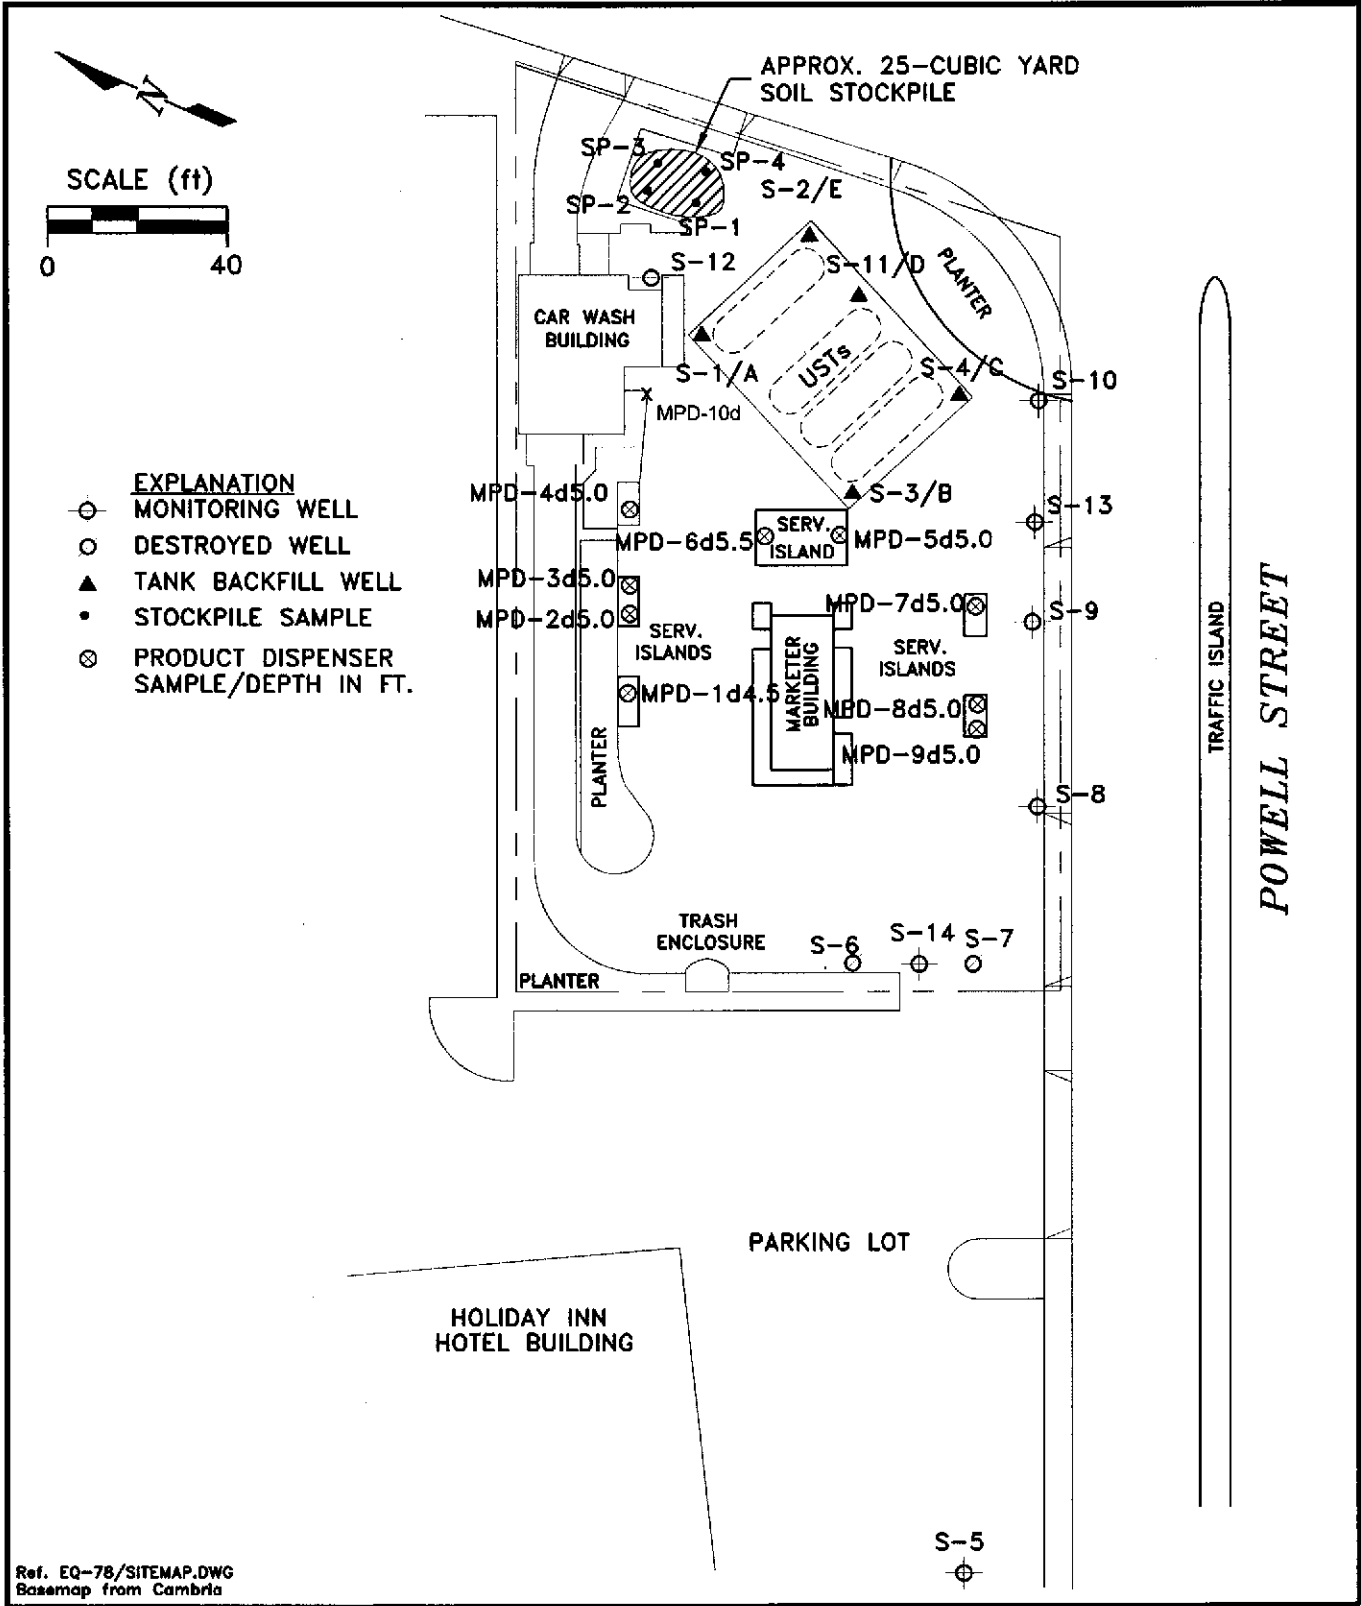 APPROX. 25-CUBIC YARD
SOIL STOCKPILE
N
SCALE (ft)
0 40
SP-3
SP-4
S-2/E
SP-2
SP-1
S-12
S-11/D
PLANTER
CAR WASH
BUILDING
USTs
S-1/A
S-4/C
S-10
MPD-10d
EXPLANATION
MONITORING WELL
DESTROYED WELL
TANK BACKFILL WELL
STOCKPILE SAMPLE
PRODUCT DISPENSER
SAMPLE/DEPTH IN FT.
MPD-4d5.0
S-3/B
S-13
MPD-6d5.5
SERV.
ISLAND
MPD-5d5.0
MPD-3d5.0
MPD-2d5.0
MPD-7d5.0
S-9
SERV.
ISLANDS
SERV.
ISLANDS
MARKETER
BUILDING
MPD-1d4.5
MPD-8d5.0
MPD-9d5.0
PLANTER
S-8
TRAFFIC ISLAND
POWELL STREET
TRASH
ENCLOSURE
S-6
S-14
S-7
PLANTER
PARKING LOT
HOLIDAY INN
HOTEL BUILDING
S-5
Ref. EQ-78/SITEMAP.DWG
Basemap from Cambria